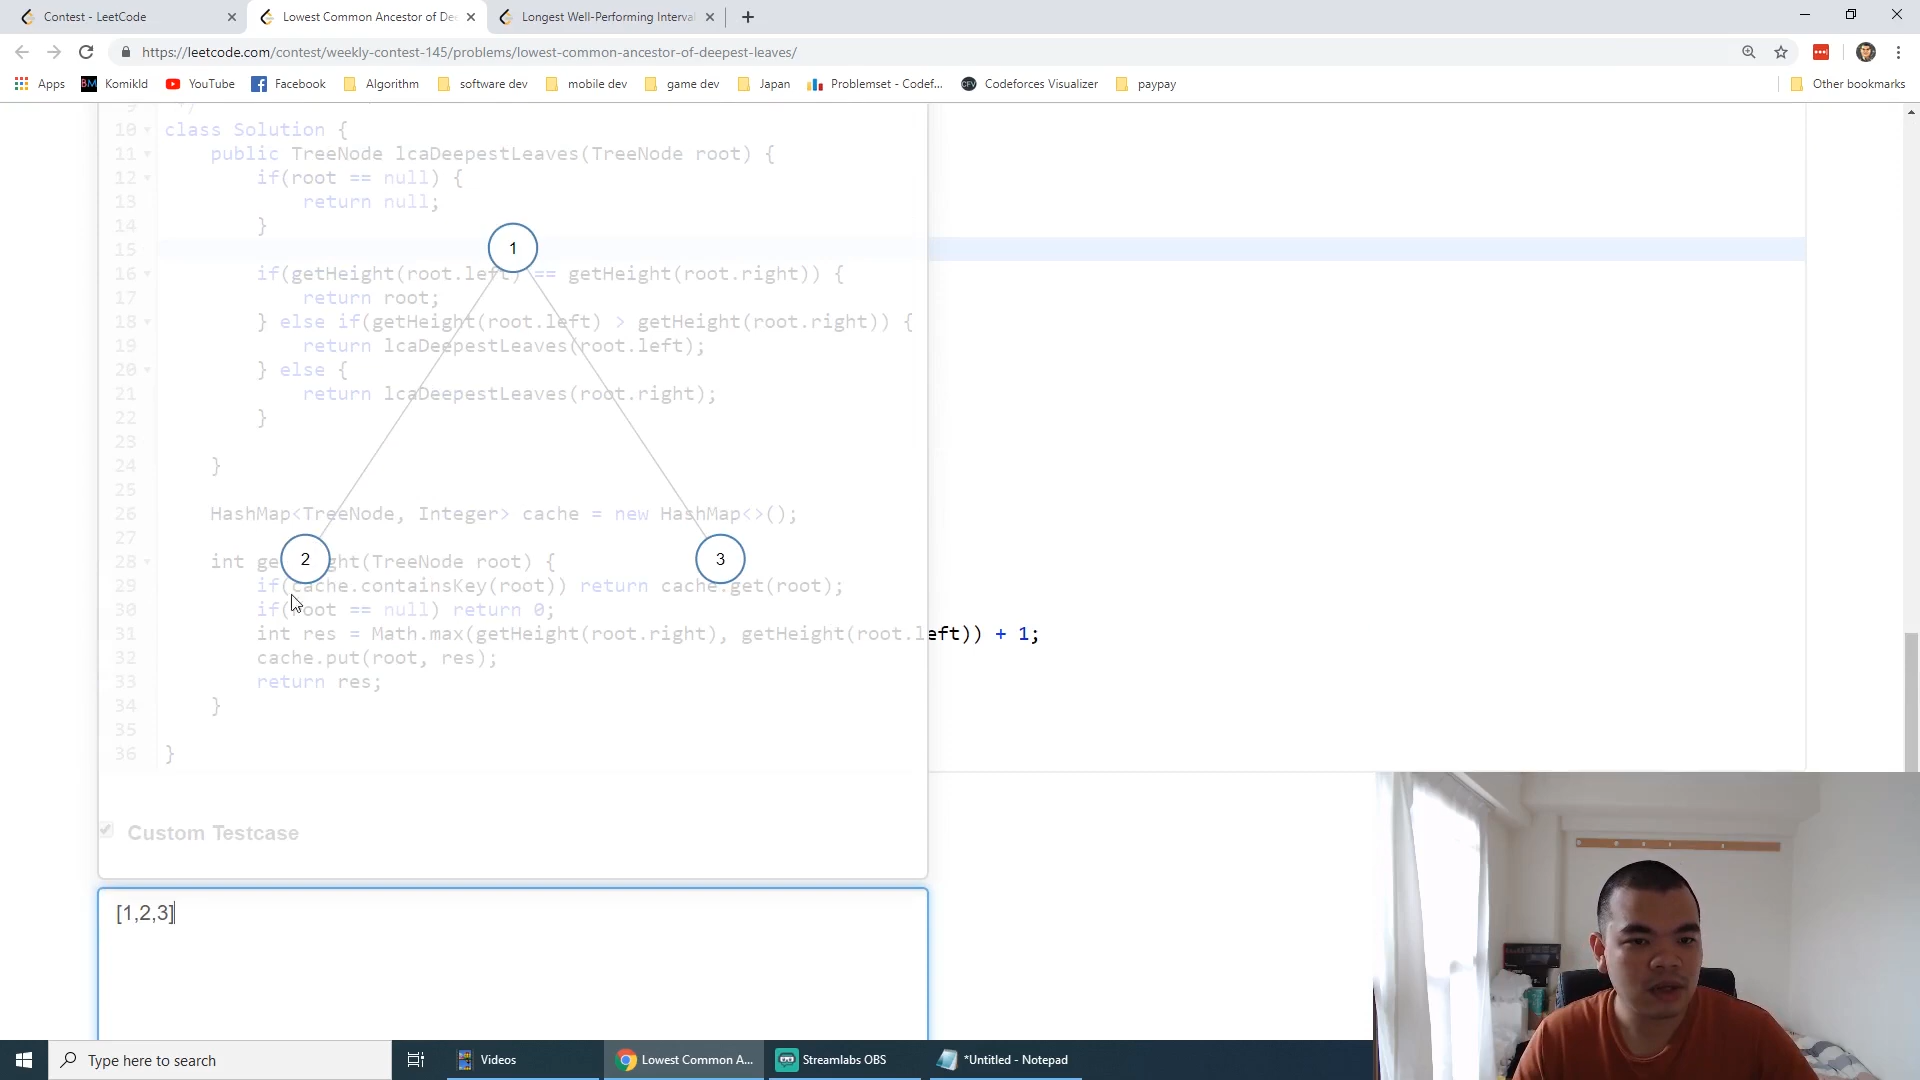 Contest - LeetCode
Lowest Common Ancestor of De
Longest Well-Performing Interva
https://leetcode.com/contest/weekly-contest-145/problems/lowest-common-ancestor-of-deepest-leaves/
Apps
BM
KomikId
YouTube
Facebook
Algorithm
software dev
mobile dev
game dev
Japan
Problemset - Codef...
CFV
Codeforces Visualizer
paypay
Other bookmarks
9 */
10 class Solution {
11 public TreeNode lcaDeepestLeaves(TreeNode root) {
12 if(root == null) {
13 return null;
14 }
15
16 if(getHeight(root.left) == getHeight(root.right)) {
17 return root;
18 } else if(getHeight(root.left) > getHeight(root.right)) {
19 return lcaDeepestLeaves(root.left);
20 } else {
21 return lcaDeepestLeaves(root.right);
22 }
23
24 }
25
26 HashMap<TreeNode, Integer> cache = new HashMap<>();
27
28 int getHeight(TreeNode root) {
29 if(cache.containsKey(root)) return cache.get(root);
30 if(root == null) return 0;
31 int res = Math.max(getHeight(root.right), getHeight(root.left)) + 1;
32 cache.put(root, res);
33 return res;
34 }
35
36 }
1
2
3
Custom Testcase
[1,2,3]
Type here to search
Videos
Lowest Common A...
Streamlabs OBS
*Untitled - Notepad